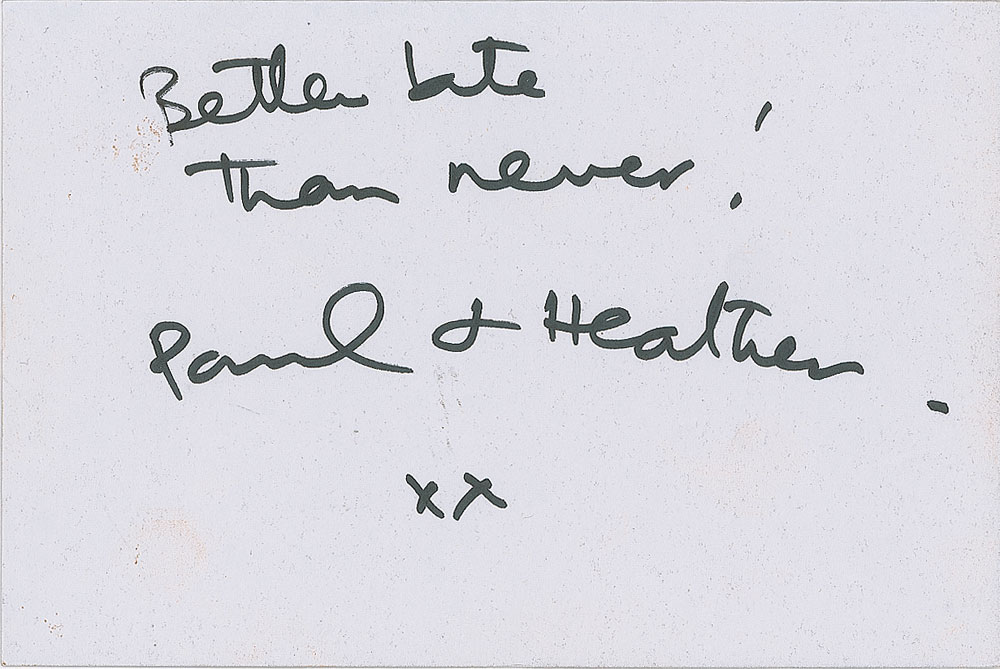 Better late
than never!
Paul & Heather.
xx